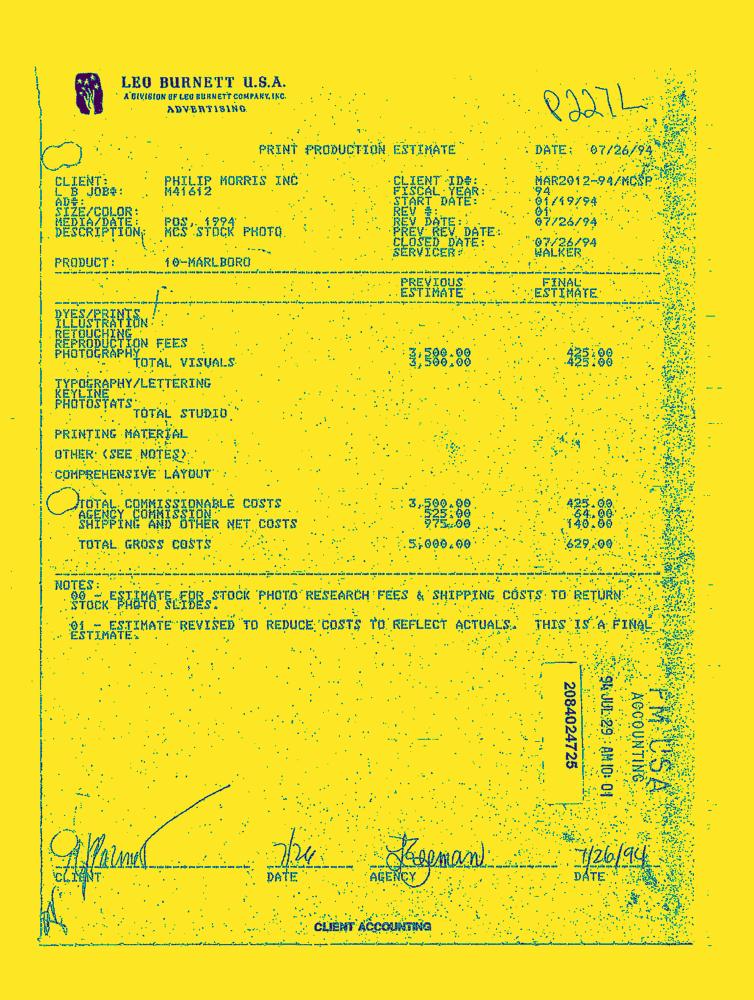 LEO BURNETT U.S.A.
A DIVISION OF LEO BURNETT COMPANY, INC.
ADVERTISING
P227L
PRINT PRODUCTION ESTIMATE DATE: 07/26/94
CLIENT: PHILIP MORRIS INC CLIENT ID#: MAR2012-94/MCSP
L B JOB#: M41612 FISCAL YEAR: 94
AD#: START DATE: 01/19/94
SIZE/COLOR: REV #: 01
MEDIA/DATE: POS, 1994 REV DATE: 07/26/94
DESCRIPTION: MCS STOCK PHOTO PREV REV DATE:
CLOSED DATE: 07/26/94
SERVICER: WALKER
PRODUCT: 10-MARLBORO
PREVIOUS FINAL
ESTIMATE ESTIMATE
DYES/PRINTS
ILLUSTRATION
RETOUCHING
REPRODUCTION FEES
PHOTOGRAPHY 3,500.00 425.00
TOTAL VISUALS 3,500.00 425.00
TYPOGRAPHY/LETTERING
KEYLINE
PHOTOSTATS
TOTAL STUDIO
PRINTING MATERIAL
OTHER (SEE NOTES)
COMPREHENSIVE LAYOUT
TOTAL COMMISSIONABLE COSTS 3,500.00 425.00
AGENCY COMMISSION 525.00 64.00
SHIPPING AND OTHER NET COSTS 975.00 140.00
TOTAL GROSS COSTS 5,000.00 629.00
NOTES:
00 - ESTIMATE FOR STOCK PHOTO RESEARCH FEES & SHIPPING COSTS TO RETURN
STOCK PHOTO SLIDES.
01 - ESTIMATE REVISED TO REDUCE COSTS TO REFLECT ACTUALS. THIS IS A FINAL
ESTIMATE.
2084024725
94 JUL 29 AM 10: 01
ACCOUNTING
PM USA
7/26 7/26/94
CLIENT DATE AGENCY DATE
CLIENT ACCOUNTING